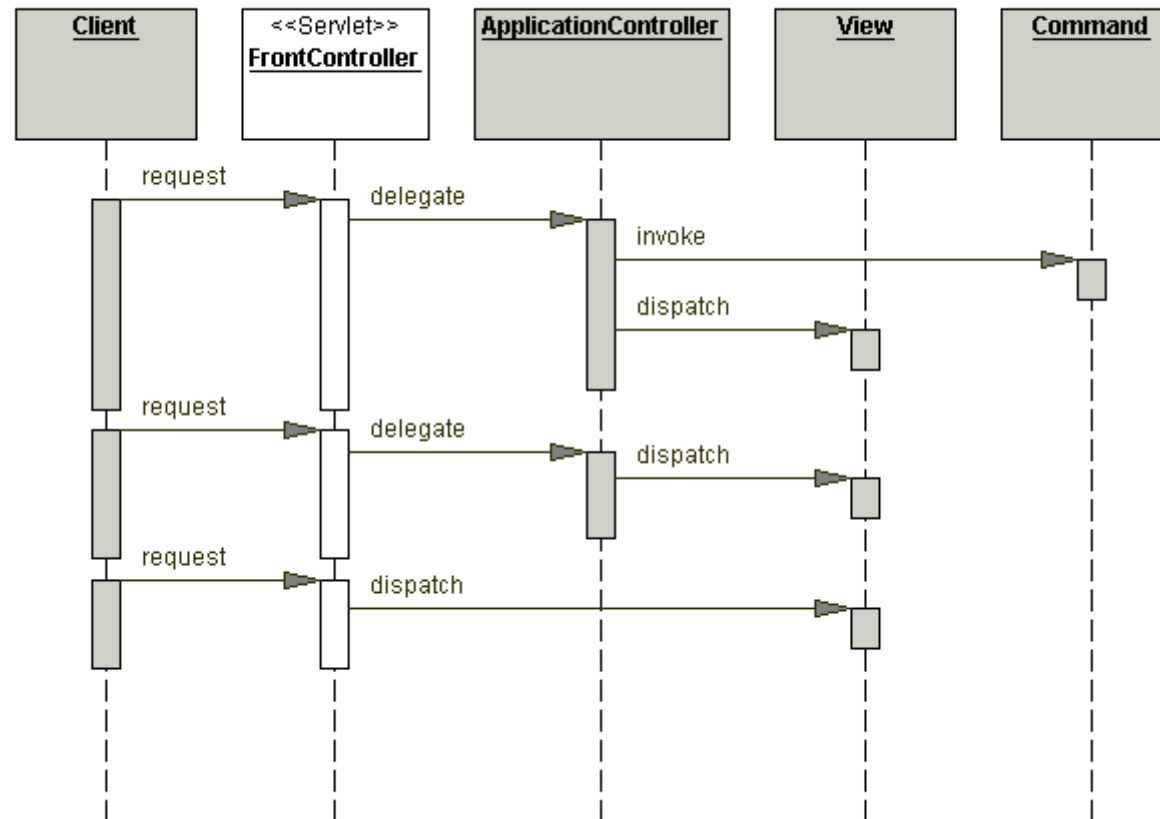 Client
<<Servlet>>
FrontController
ApplicationController
View
Command
request
delegate
invoke
dispatch
request
delegate
dispatch
request
dispatch